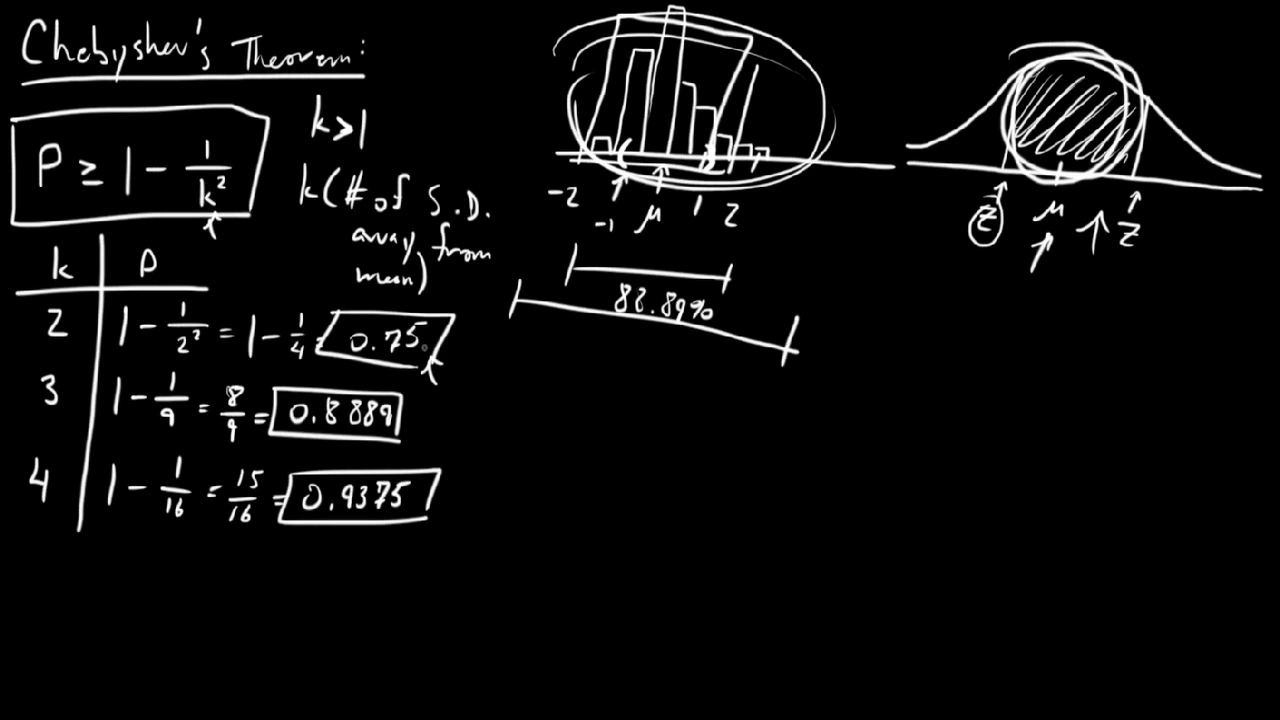 Chebyshev's Theorem:
P ≥ 1 - 1/k²
k>1
k (# of S.D.
away from
mean)
k | P
2 | 1 - 1/2² = 1 - 1/4 = 0.75
3 | 1 - 1/9 = 8/9 = 0.8889
4 | 1 - 1/16 = 15/16 = 0.9375
-2 -1 μ 1 2
88.89%
z μ z